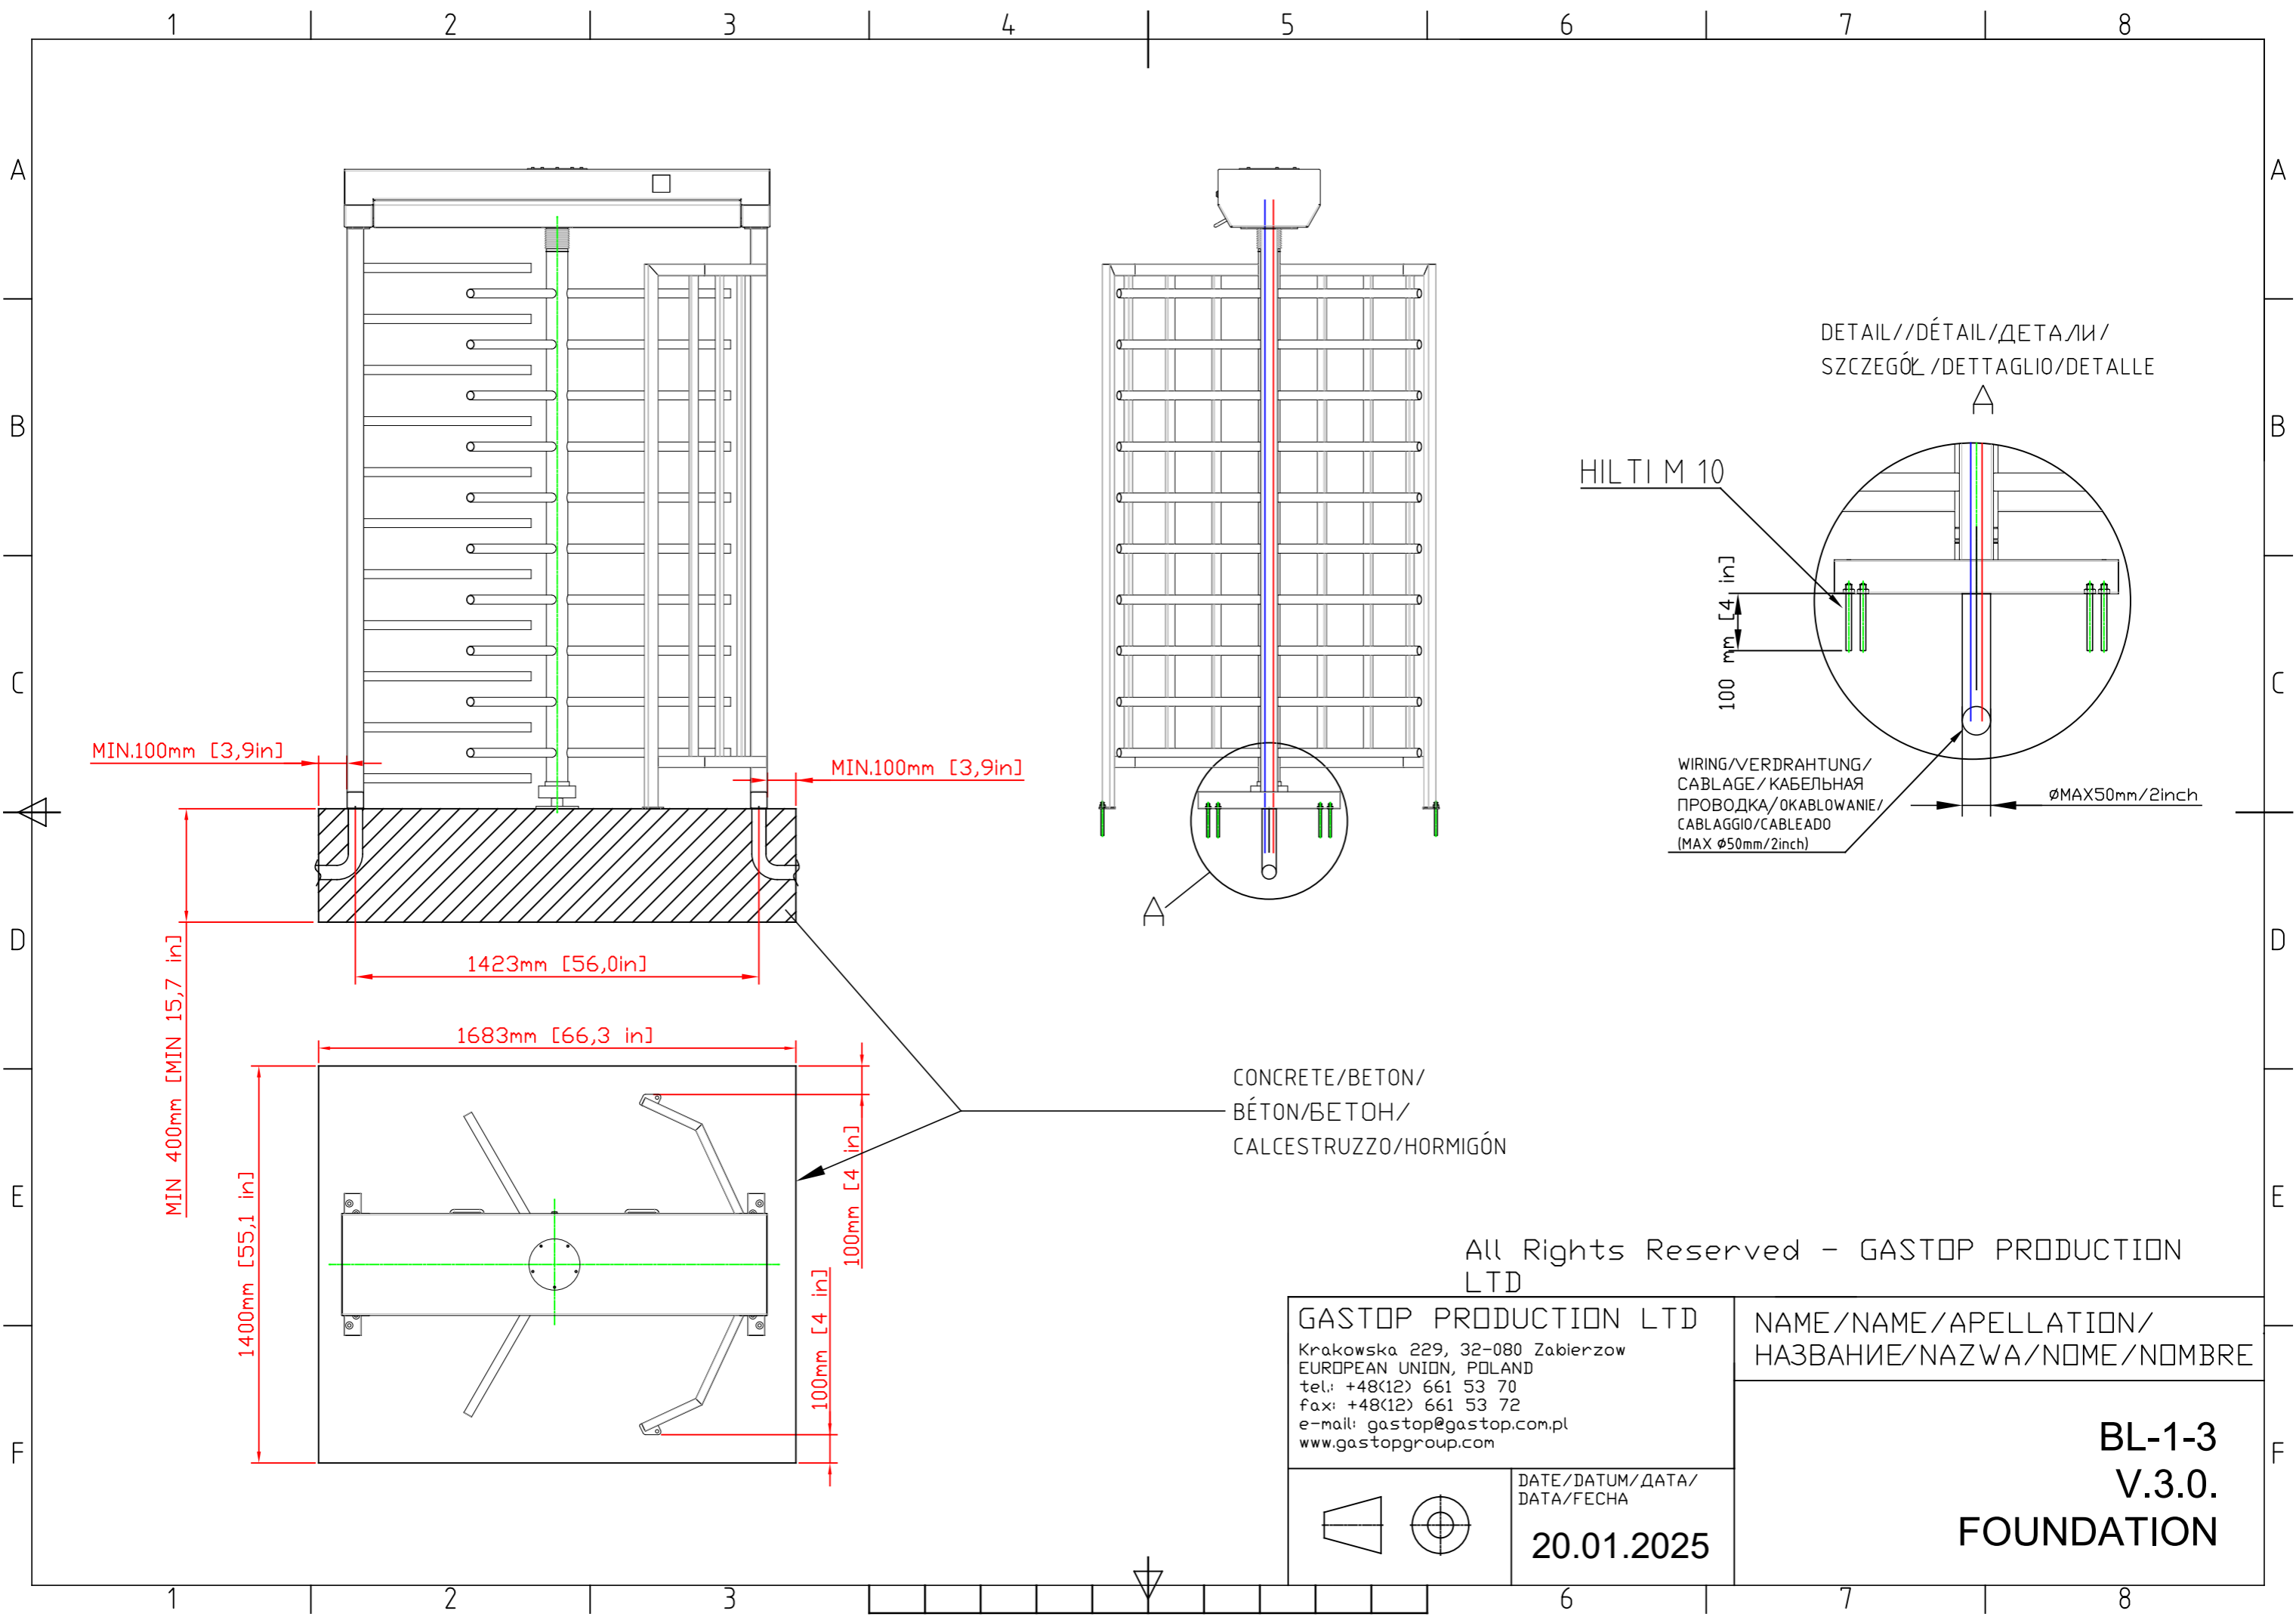 1 2 3 4 5 6 7 8
A A
B B
C C
D D
E E
F F
DETAIL//DÉTAIL/ДЕТАЛИ/
SZCZEGÓŁ/DETTAGLIO/DETALLE
A
HILTI M 10
100 mm [4 in]
WIRING/VERDRAHTUNG/
CABLAGE/КАБЕЛЬНАЯ
ПРОВОДКА/OKABLOWANIE/
CABLAGGIO/CABLEADO
(MAX Ø50mm/2inch)
ØMAX50mm/2inch
MIN.100mm [3,9in]
MIN.100mm [3,9in]
A
MIN 400mm [MIN 15,7 in]
1423mm [56,0in]
1683mm [66,3 in]
1400mm [55,1 in]
100mm [4 in]
100mm [4 in]
CONCRETE/BETON/
BÉTON/БЕТОН/
CALCESTRUZZO/HORMIGÓN
All Rights Reserved - GASTOP PRODUCTION
LTD
GASTOP PRODUCTION LTD
Krakowska 229, 32-080 Zabierzow
EUROPEAN UNION, POLAND
tel.: +48(12) 661 53 70
fax: +48(12) 661 53 72
e-mail: gastop@gastop.com.pl
www.gastopgroup.com
NAME/NAME/APELLATION/
НАЗВАНИЕ/NAZWA/NOME/NOMBRE
DATE/DATUM/ДАТА/
DATA/FECHA
20.01.2025
BL-1-3
V.3.0.
FOUNDATION
1 2 3 6 7 8